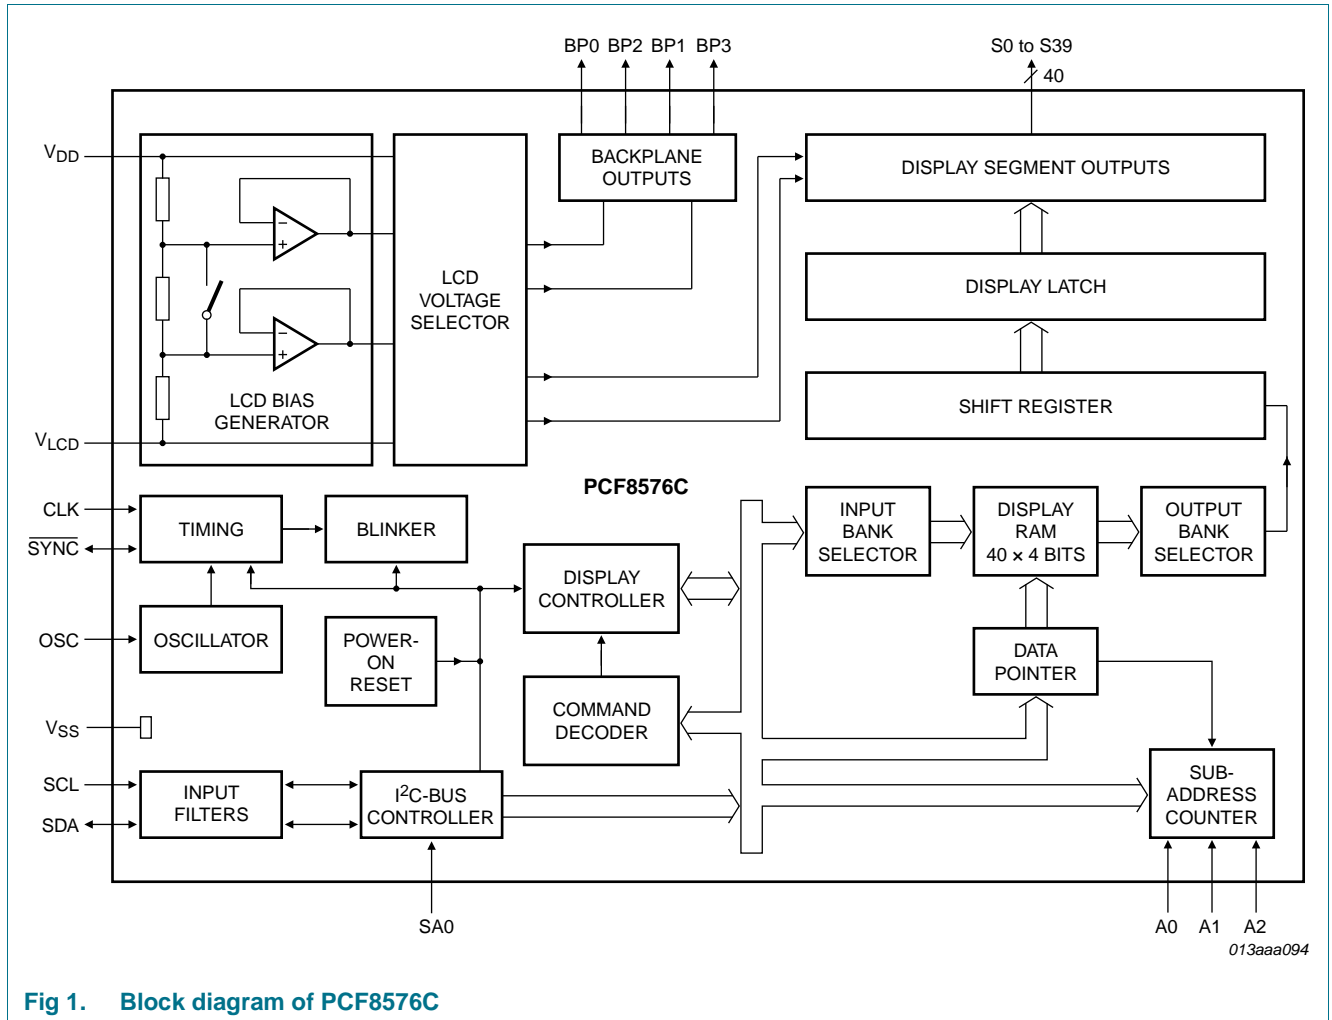 BP0 BP2 BP1 BP3
S0 to S39
40
VDD
BACKPLANE
OUTPUTS
DISPLAY SEGMENT OUTPUTS
−
+
LCD
VOLTAGE
SELECTOR
DISPLAY LATCH
−
+
LCD BIAS
GENERATOR
SHIFT REGISTER
VLCD
PCF8576C
CLK
SYNC
TIMING
BLINKER
INPUT
BANK
SELECTOR
DISPLAY
RAM
40 × 4 BITS
OUTPUT
BANK
SELECTOR
DISPLAY
CONTROLLER
OSC
OSCILLATOR
POWER-
ON
RESET
DATA
POINTER
COMMAND
DECODER
VSS
SCL
SDA
INPUT
FILTERS
I²C-BUS
CONTROLLER
SUB-
ADDRESS
COUNTER
SA0
A0 A1 A2
013aaa094
Fig 1. Block diagram of PCF8576C